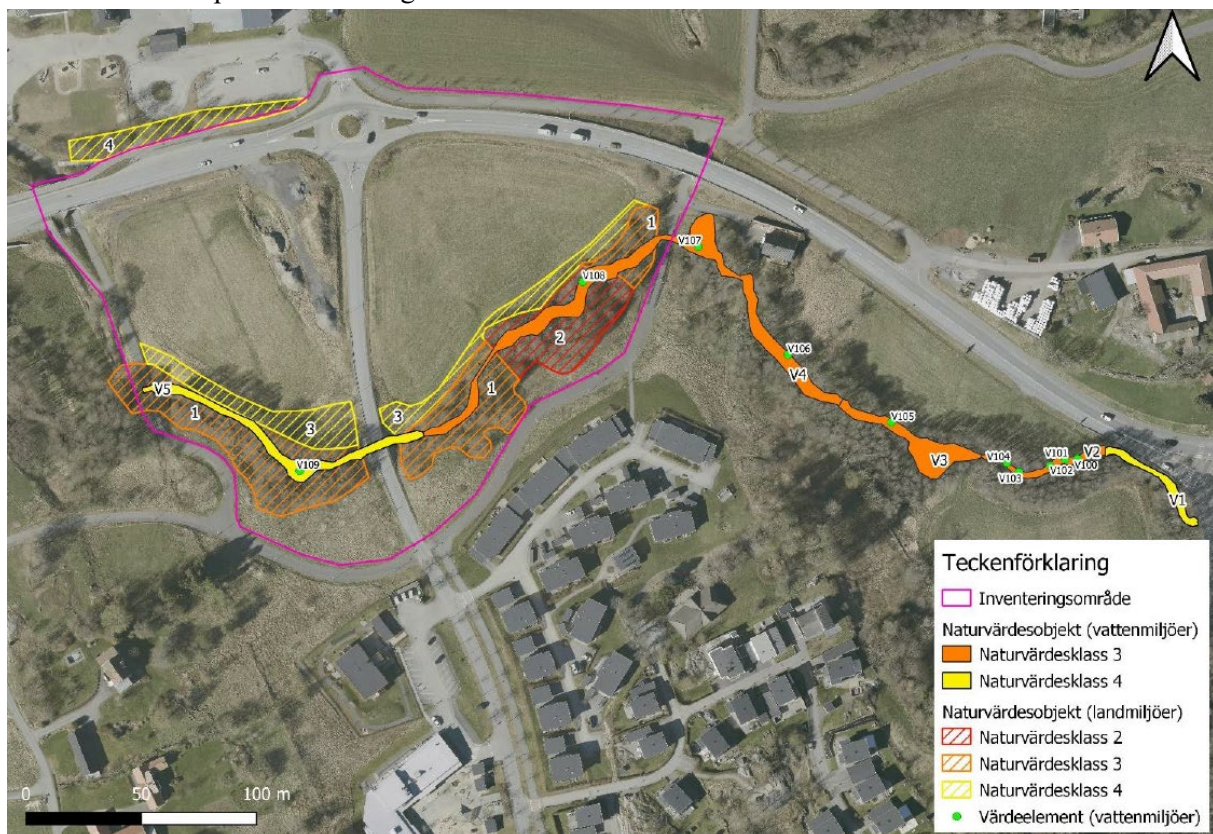 4
1
V107
V108
2
V106
V4
V5
1
3
3
1
V105
V109
V3
V104
V103
V101
V102
V100
V2
V1
Teckenförklaring
Inventeringsområde
Naturvärdesobjekt (vattenmiljöer)
Naturvärdesklass 3
Naturvärdesklass 4
Naturvärdesobjekt (landmiljöer)
Naturvärdesklass 2
Naturvärdesklass 3
Naturvärdesklass 4
Värdeelement (vattenmiljöer)
0 50 100 m